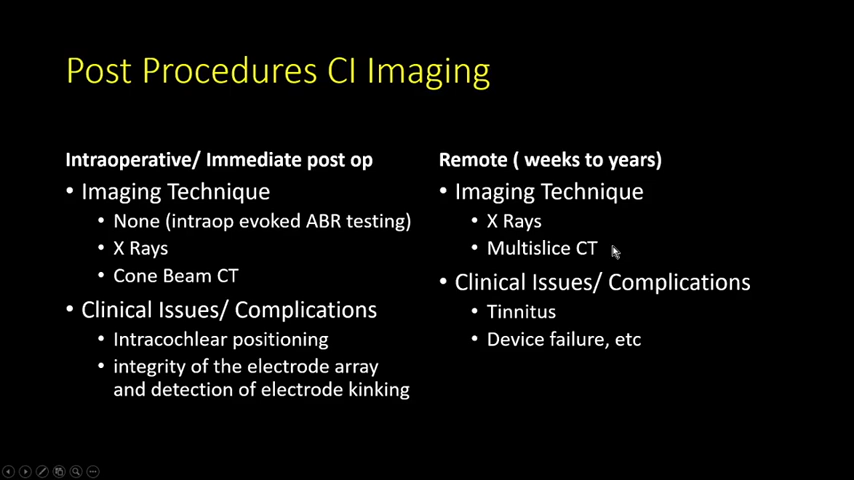 Post Procedures CI Imaging
Intraoperative/ Immediate post op
• Imaging Technique
• None (intraop evoked ABR testing)
• X Rays
• Cone Beam CT
• Clinical Issues/ Complications
• Intracochlear positioning
• integrity of the electrode array
and detection of electrode kinking
Remote ( weeks to years)
• Imaging Technique
• X Rays
• Multislice CT
• Clinical Issues/ Complications
• Tinnitus
• Device failure, etc